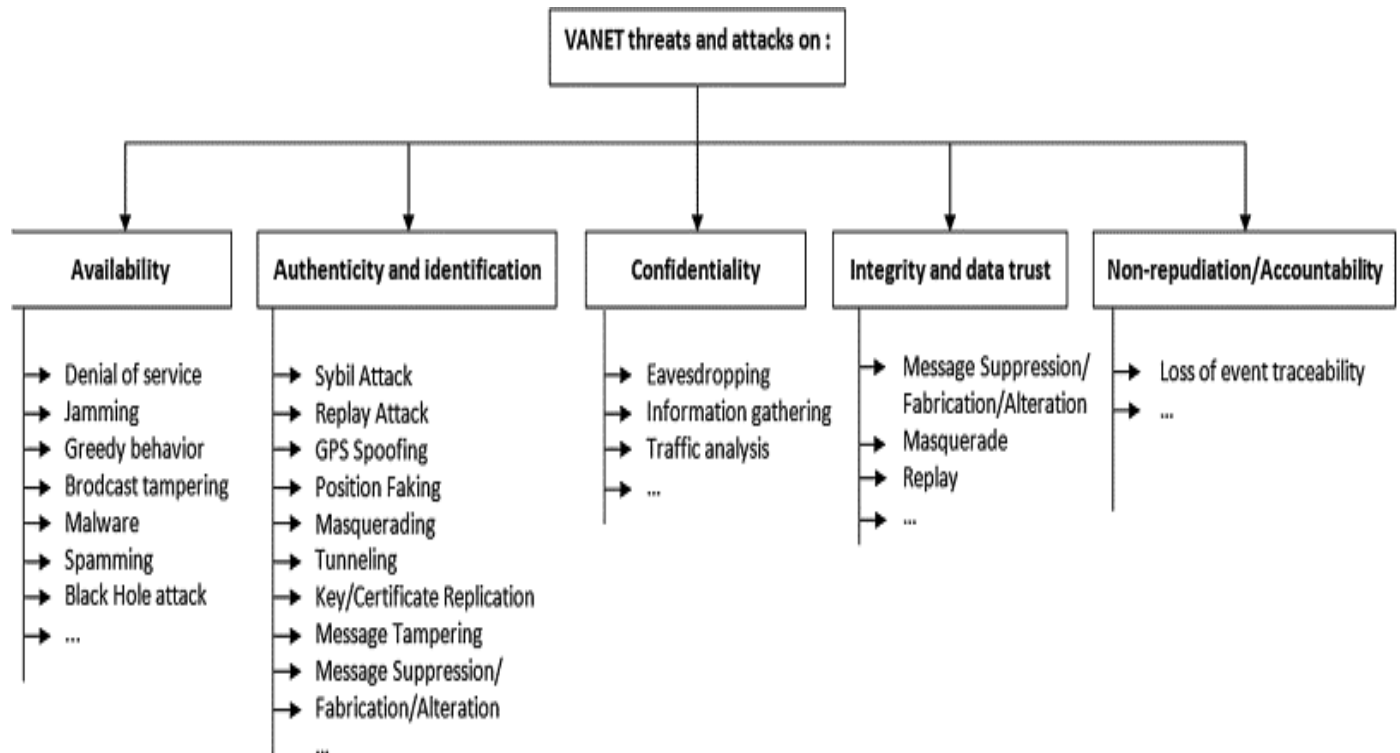 VANET threats and attacks on :
Availability
Denial of service
Jamming
Greedy behavior
Brodcast tampering
Malware
Spamming
Black Hole attack
...
Authenticity and identification
Sybil Attack
Replay Attack
GPS Spoofing
Position Faking
Masquerading
Tunneling
Key/Certificate Replication
Message Tampering
Message Suppression/
Fabrication/Alteration
...
Confidentiality
Eavesdropping
Information gathering
Traffic analysis
...
Integrity and data trust
Message Suppression/
Fabrication/Alteration
Masquerade
Replay
...
Non-repudiation/Accountability
Loss of event traceability
...